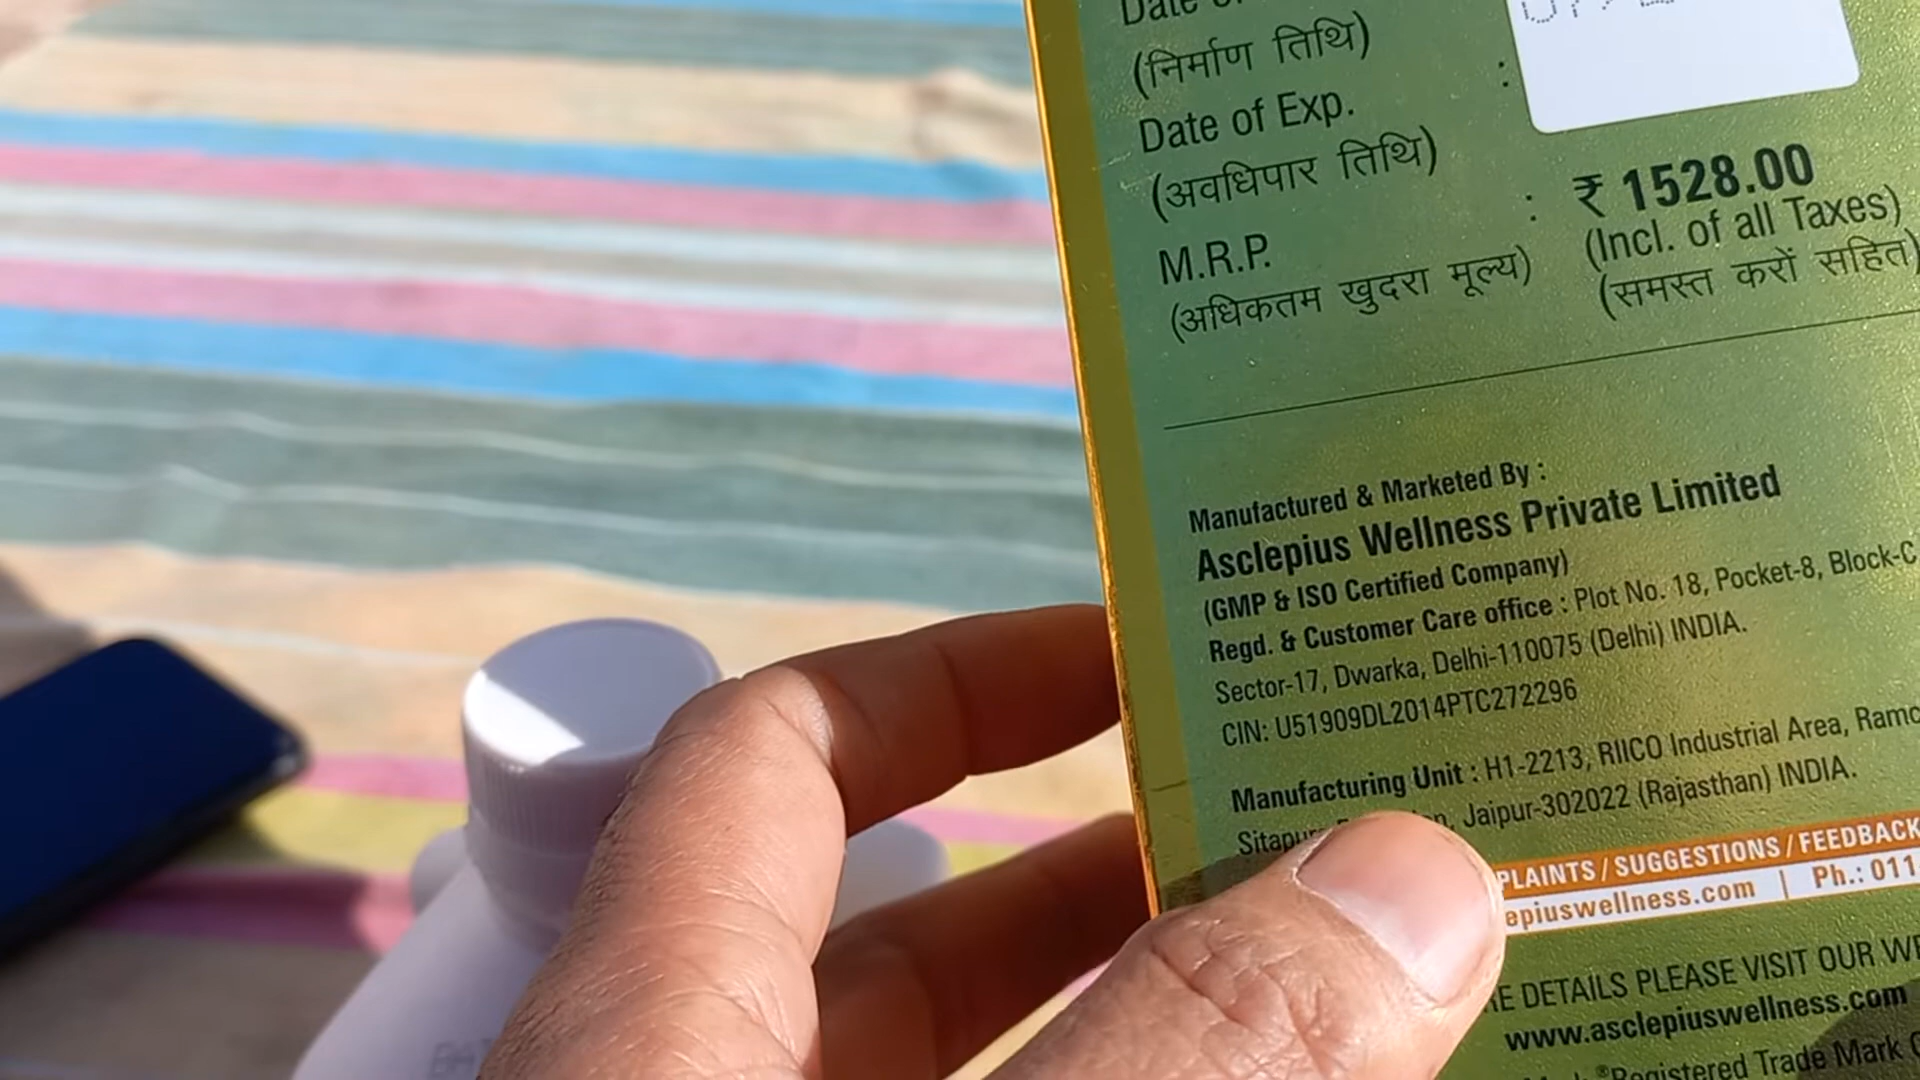 Date
(निर्माण तिथि)
Date of Exp. :
(अवधिपार तिथि)
M.R.P. : ₹ 1528.00
(Incl. of all Taxes)
(अधिकतम खुदरा मूल्य) (समस्त करों सहित)
Manufactured & Marketed By :
Asclepius Wellness Private Limited
(GMP & ISO Certified Company)
Regd. & Customer Care office : Plot No. 18, Pocket-8, Block-C
Sector-17, Dwarka, Delhi-110075 (Delhi) INDIA.
CIN: U51909DL2014PTC272296
Manufacturing Unit : H1-2213, RIICO Industrial Area,
Jaipur-302022 (Rajasthan) INDIA.
/ SUGGESTIONS / FEEDBACK
| Ph.: 011
DETAILS PLEASE VISIT OUR
www.asclepiuswellness.com
®Registered Trade Mark